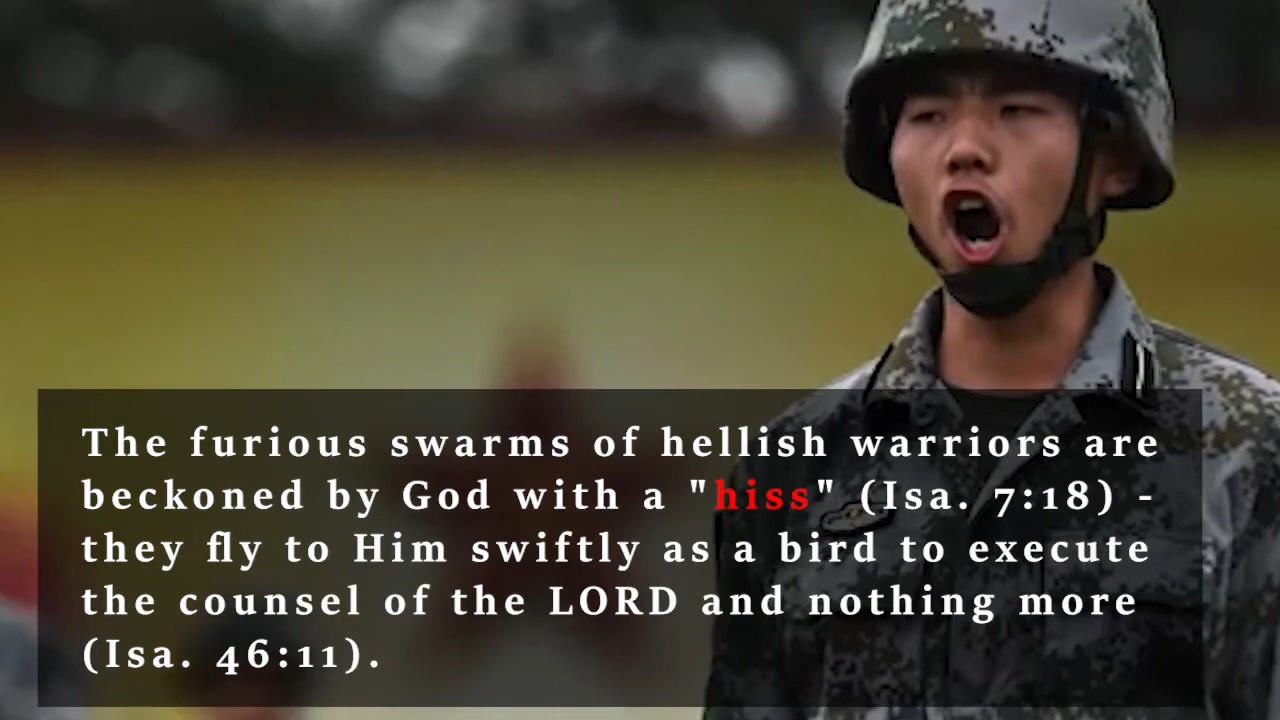 The furious swarms of hellish warriors are
beckoned by God with a "hiss" (Isa. 7:18) -
they fly to Him swiftly as a bird to execute
the counsel of the LORD and nothing more
(Isa. 46:11).